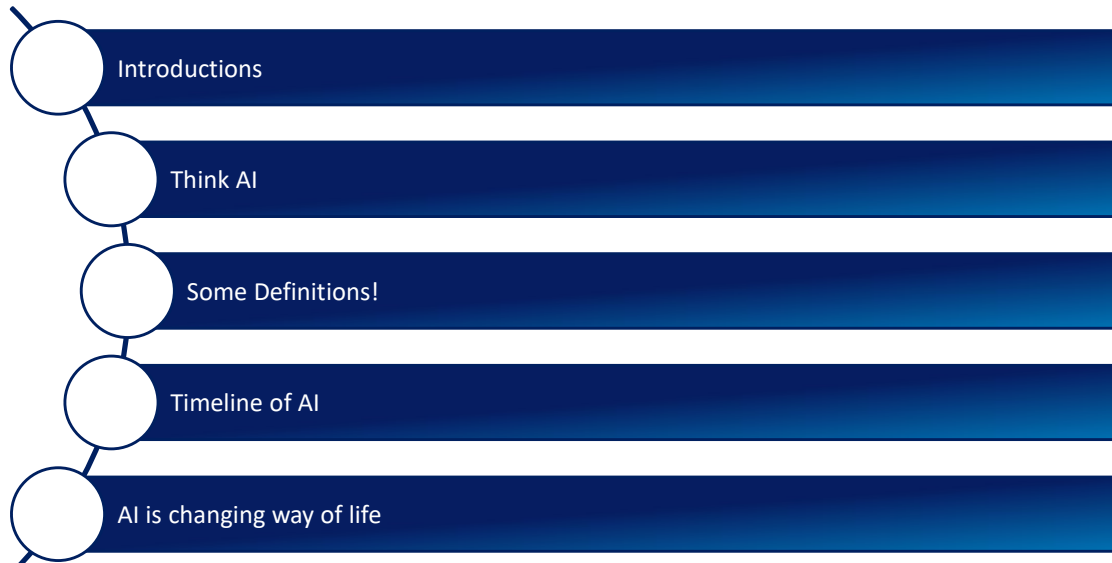 Introductions
Think AI
Some Definitions!
Timeline of AI
AI is changing way of life